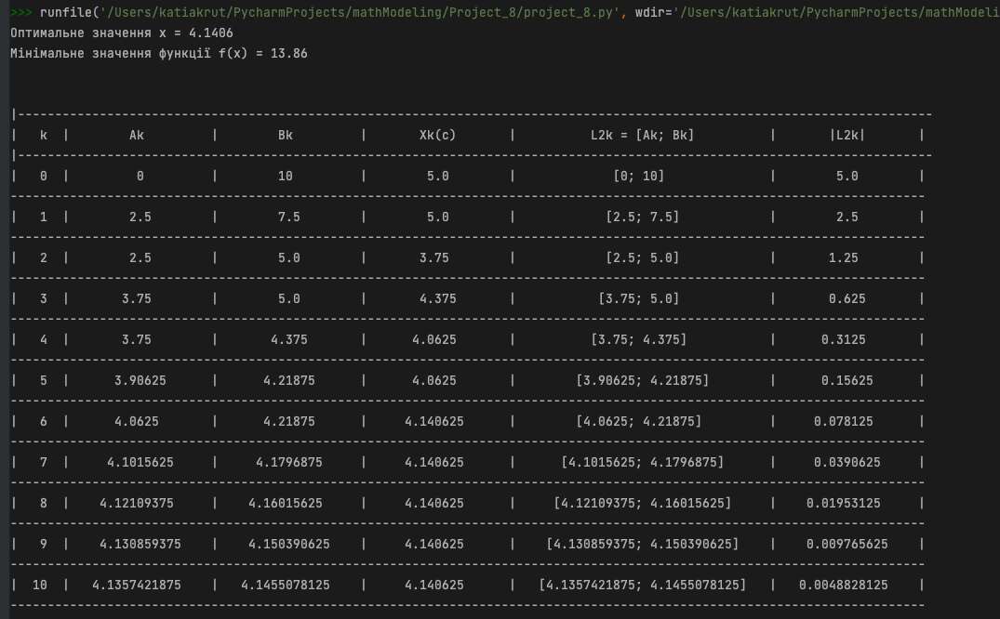 >>> runfile('/Users/katiakrut/PycharmProjects/mathModeling/Project_8/project_8.py', wdir='/Users/katiakrut/PycharmProjects/mathModeli
Оптимальне значення x = 4.1406
Мінімальне значення функції f(x) = 13.86
| k | Ak | Bk | Xk(c) | L2k = [Ak; Bk] | |L2k| |
| 0 | 0 | 10 | 5.0 | [0; 10] | 5.0 |
| 1 | 2.5 | 7.5 | 5.0 | [2.5; 7.5] | 2.5 |
| 2 | 2.5 | 5.0 | 3.75 | [2.5; 5.0] | 1.25 |
| 3 | 3.75 | 5.0 | 4.375 | [3.75; 5.0] | 0.625 |
| 4 | 3.75 | 4.375 | 4.0625 | [3.75; 4.375] | 0.3125 |
| 5 | 3.90625 | 4.21875 | 4.0625 | [3.90625; 4.21875] | 0.15625 |
| 6 | 4.0625 | 4.21875 | 4.140625 | [4.0625; 4.21875] | 0.078125 |
| 7 | 4.1015625 | 4.1796875 | 4.140625 | [4.1015625; 4.1796875] | 0.0390625 |
| 8 | 4.12109375 | 4.16015625 | 4.140625 | [4.12109375; 4.16015625] | 0.01953125 |
| 9 | 4.130859375 | 4.150390625 | 4.140625 | [4.130859375; 4.150390625] | 0.009765625 |
| 10 | 4.1357421875 | 4.1455078125 | 4.140625 | [4.1357421875; 4.1455078125] | 0.0048828125 |